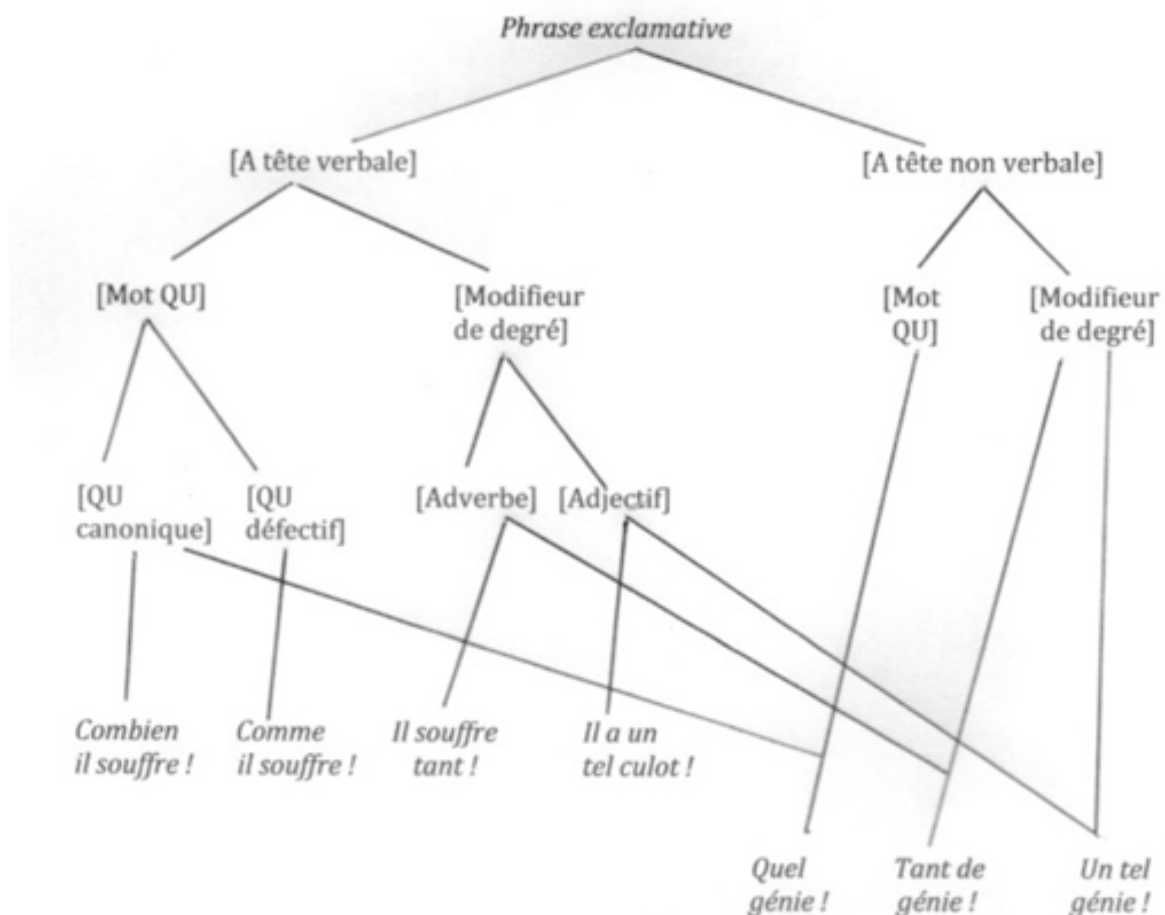 Phrase exclamative
[A tête verbale]
[A tête non verbale]
[Mot QU]
[Modifieur
de degré]
[Mot
QU]
[Modifieur
de degré]
[QU
canonique]
[QU
défectif]
[Adverbe]
[Adjectif]
Combien
il souffre !
Comme
il souffre !
Il souffre
tant !
Il a un
tel culot !
Quel
génie !
Tant de
génie !
Un tel
génie !